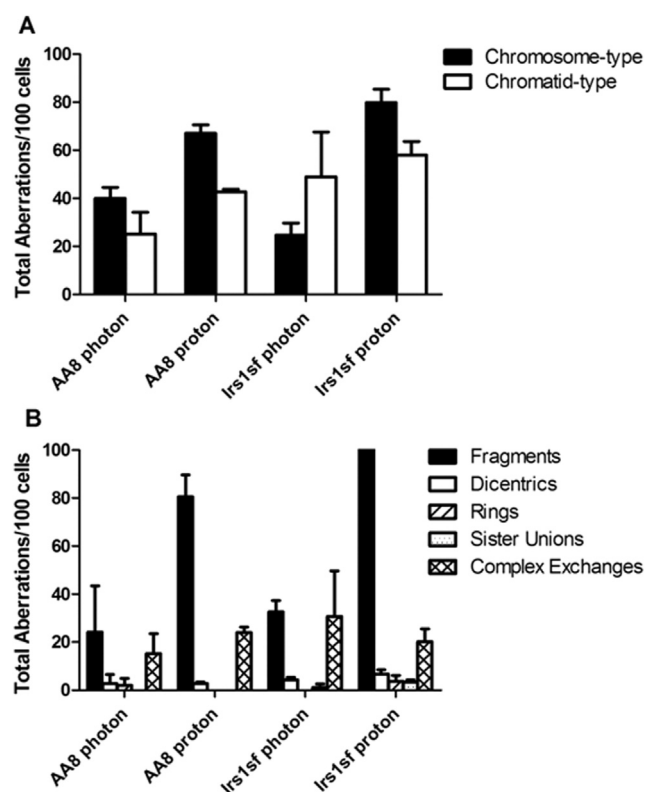 A
Total Aberrations/100 cells
100
80
60
40
20
0
Chromosome-type
Chromatid-type
AA8 photon
AA8 proton
Irs1sf photon
Irs1sf proton
B
Total Aberrations/100 cells
100
80
60
40
20
0
Fragments
Dicentrics
Rings
Sister Unions
Complex Exchanges
AA8 photon
AA8 proton
Irs1sf photon
Irs1sf proton